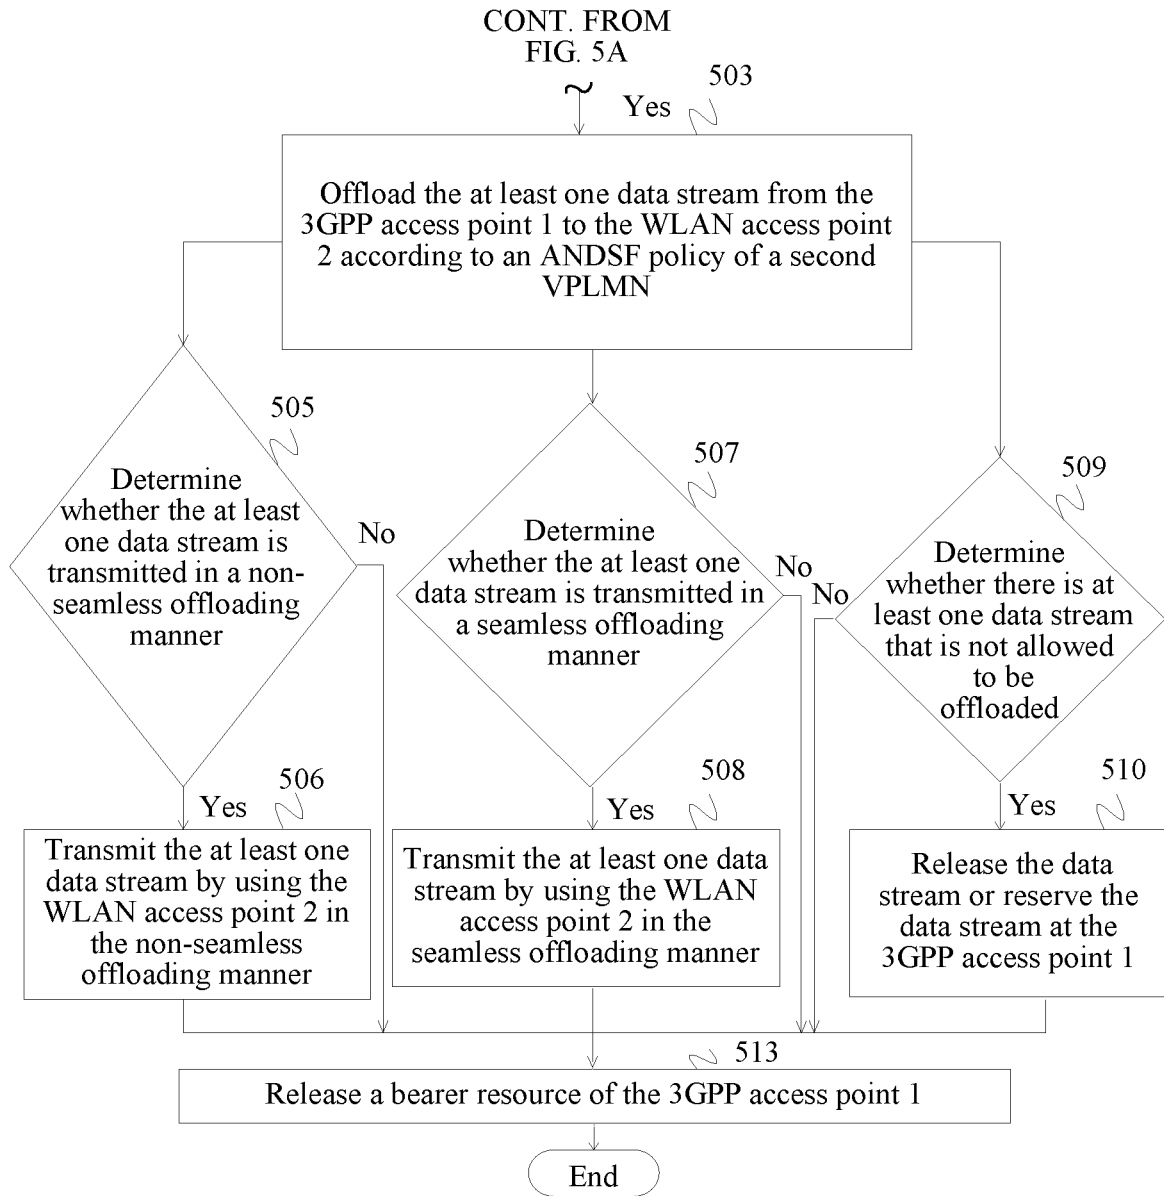 CONT. FROM
FIG. 5A
Yes
503
Offload the at least one data stream from the
3GPP access point 1 to the WLAN access point
2 according to an ANDSF policy of a second
VPLMN
505
Determine
whether the at least
one data stream is
transmitted in a non-
seamless offloading
manner
No
507
Determine
whether the at least one
data stream is transmitted in
a seamless offloading
manner
No
509
Determine
whether there is at
least one data stream
that is not allowed
to be
offloaded
No
Yes
506
Transmit the at least one
data stream by using the
WLAN access point 2 in
the non-seamless
offloading manner
Yes
508
Transmit the at least one data
stream by using the WLAN
access point 2 in the
seamless offloading manner
Yes
510
Release the data
stream or reserve the
data stream at the
3GPP access point 1
513
Release a bearer resource of the 3GPP access point 1
End